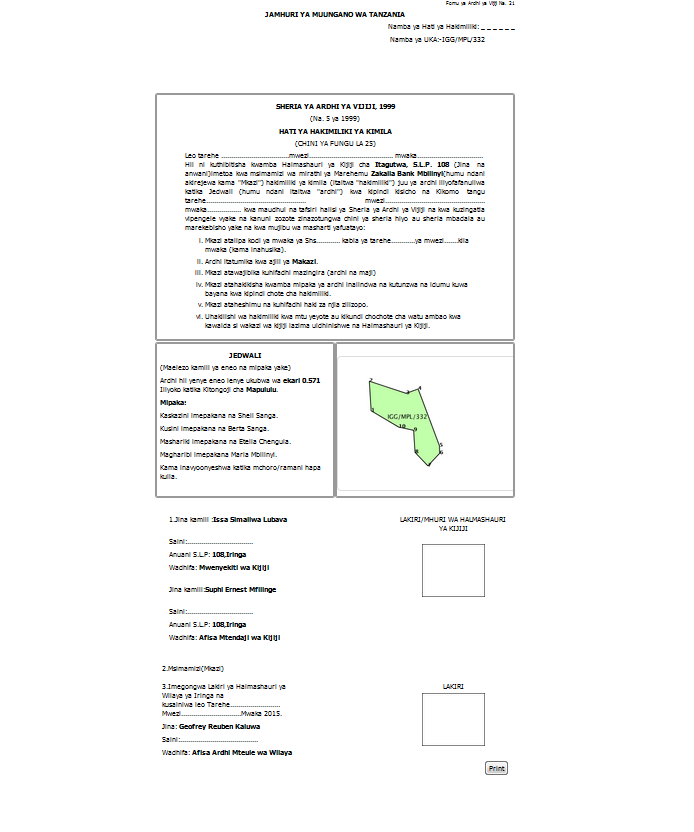 Fomu ya Ardhi ya Vijiji Na. 21
JAMHURI YA MUUNGANO WA TANZANIA
Namba ya Hati ya Hakimiliki: _ _ _ _ _ _ _
Namba ya UKA:-IGG/MPL/332
SHERIA YA ARDHI YA VIJIJI, 1999
(Na. 5 ya 1999)
HATI YA HAKIMILIKI YA KIMILA
(CHINI YA FUNGU LA 25)
Leo tarehe ................................mwezi........................................ mwaka................................
Hii ni kuthibitisha kwamba Halmashauri ya Kijiji cha Itagutwa, S.L.P. 108 (Jina na
anwani)imetoa kwa msimamizi wa mirathi ya Marehemu Zakalia Bank Mbilinyi(humu ndani
akirejewa kama "Mkazi") hakimiliki ya kimila (itaitwa "hakimiliki") juu ya ardhi iliyofafanuliwa
katika Jedwali (humu ndani itaitwa "ardhi") kwa kipindi kisicho na Kikomo tangu
tarehe................................................ mwezi................................................
mwaka................. kwa maudhui na tafsiri halisi ya Sheria ya Ardhi ya Vijiji na kwa kuzingatia
vipengele vyake na kanuni zozote zinazotungwa chini ya sheria hiyo au sheria mbadala au
marekebisho yake na kwa mujibu wa masharti yafuatayo:
i. Mkazi atalipa kodi ya mwaka ya Shs............ kabla ya tarehe............ya mwezi.......kila
mwaka (kama inahusika).
ii. Ardhi itatumika kwa ajili ya Makazi.
iii. Mkazi atawajibika kuhifadhi mazingira (ardhi na maji)
iv. Mkazi atahakikisha kwamba mipaka ya ardhi inalindwa na kutunzwa na idumu kuwa
bayana kwa kipindi chote cha hakimiliki.
v. Mkazi ataheshimu na kuhifadhi haki za njia zilizopo.
vi. Uhakilishi wa hakimiliki kwa mtu yeyote au kikundi chochote cha watu ambao kwa
kawaida si wakazi wa kijiji lazima uidhinishwe na Halmashauri ya Kijiji.
JEDWALI
(Maelezo kamili ya eneo na mipaka yake)
Ardhi hii yenye eneo lenye ukubwa wa ekari 0.571
iliyoko katika Kitongoji cha Mapululu.
Mipaka:
Kaskazini imepakana na Sheli Sanga.
Kusini imepakana na Berta Sanga.
Mashariki imepakana na Etalia Chengula.
Magharibi imepakana Maria Mbilinyi.
Kama inavyoonyeshwa katika mchoro/ramani hapa
kulia.
2
3
4
1
IGG/MPL/332
10
9
5
8
6
7
1.Jina kamili :Issa Simaliwa Lubava
Saini:................................
Anuani S.L.P: 108,Iringa
Wadhifa: Mwenyekiti wa Kijiji
LAKIRI/MHURI WA HALMASHAURI
YA KIJIJI
Jina kamili:Suphi Ernest Mfilinge
Saini:................................
Anuani S.L.P: 108,Iringa
Wadhifa: Afisa Mtendaji wa Kijiji
2.Msimamizi(Mkazi)
3.Imegongwa Lakiri ya Halmashauri ya
Wilaya ya Iringa na
kusainiwa leo Tarehe........................
Mwezi.............................Mwaka 2015.
Jina: Geofrey Reuben Kaluwa
Saini:......................................
Wadhifa: Afisa Ardhi Mteule wa Wilaya
LAKIRI
Print